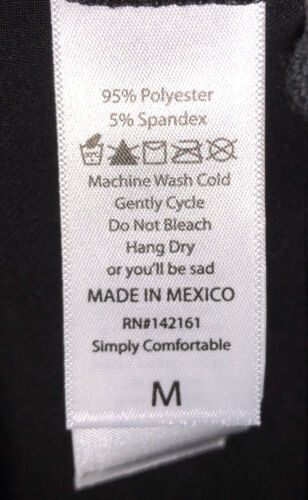 95% Polyester
5% Spandex
Machine Wash Cold
Gently Cycle
Do Not Bleach
Hang Dry
or you'll be sad
MADE IN MEXICO
RN#142161
Simply Comfortable
M